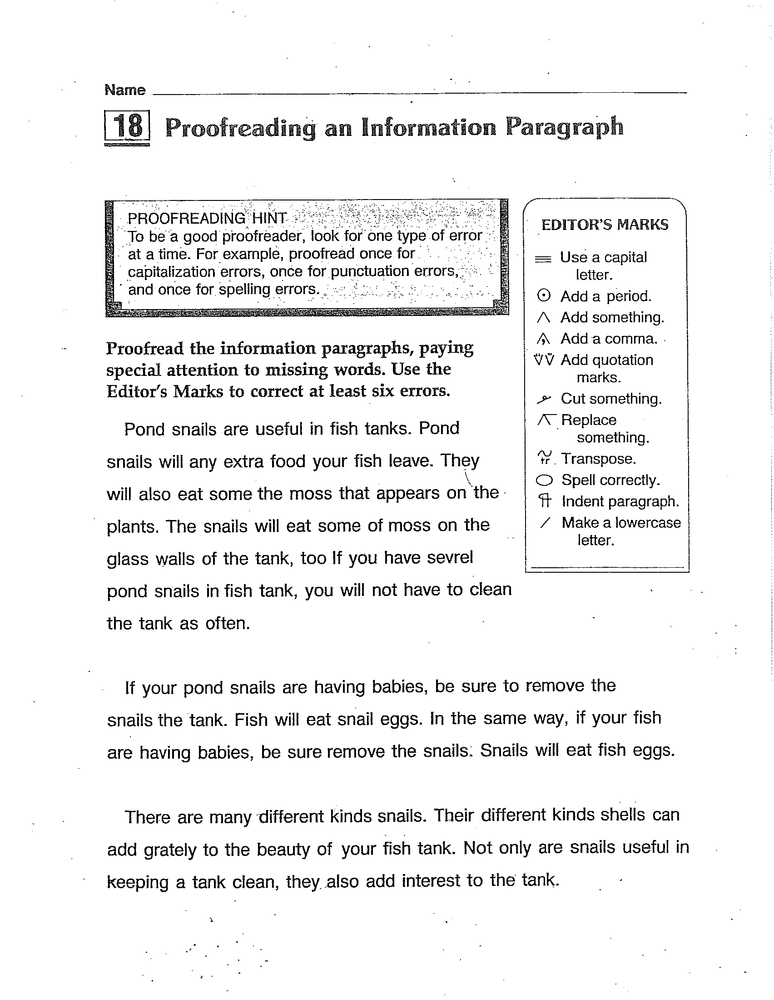 Name
18 Proofreading an Information Paragraph
PROOFREADING HINT
To be a good proofreader, look for one type of error
at a time. For example, proofread once for
capitalization errors, once for punctuation errors,
and once for spelling errors.
Proofread the information paragraphs, paying
special attention to missing words. Use the
Editor's Marks to correct at least six errors.
Pond snails are useful in fish tanks. Pond
snails will any extra food your fish leave. They
will also eat some the moss that appears on the
plants. The snails will eat some of moss on the
glass walls of the tank, too If you have sevrel
pond snails in fish tank, you will not have to clean
the tank as often.
EDITOR'S MARKS
Use a capital
letter.
Add a period.
Add something.
Add a comma.
Add quotation
marks.
Cut something.
Replace
something.
tr Transpose.
Spell correctly.
Indent paragraph.
/ Make a lowercase
letter.
If your pond snails are having babies, be sure to remove the
snails the tank. Fish will eat snail eggs. In the same way, if your fish
are having babies, be sure remove the snails. Snails will eat fish eggs.
There are many different kinds snails. Their different kinds shells can
add grately to the beauty of your fish tank. Not only are snails useful in
keeping a tank clean, they also add interest to the tank.